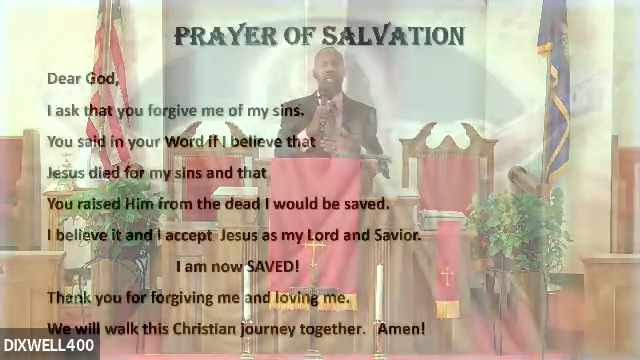 PRAYER OF SALVATION
Dear God,
I ask that you forgive me of my sins.
You said in your Word if I believe that
Jesus died for my sins and that
You raised Him from the dead I would be saved.
I believe it and I accept Jesus as my Lord and Savior.
I am now SAVED!
Thank you for forgiving me and loving me.
We will walk this Christian journey together. Amen!
DIXWELL400